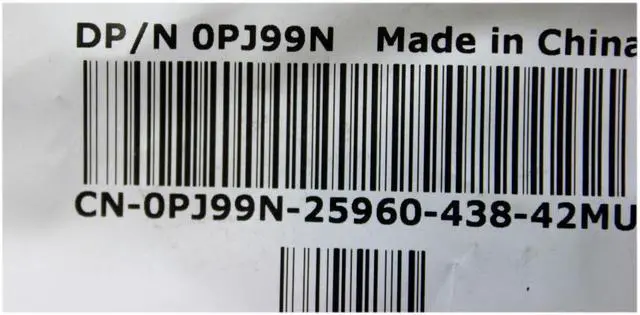 DP/N 0PJ99N Made in China
CN-0PJ99N-25960-438-42MU